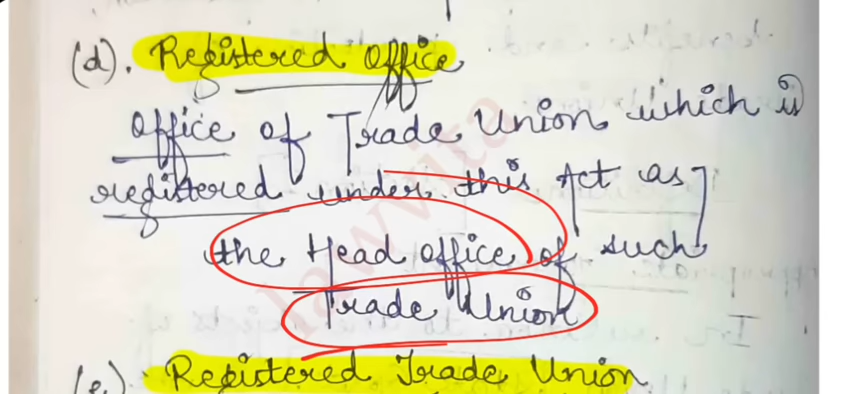 (d). Registered Office
Office of Trade Union which is
registered under this Act as
the Head Office of such
Trade Union
(e). Registered Trade Union